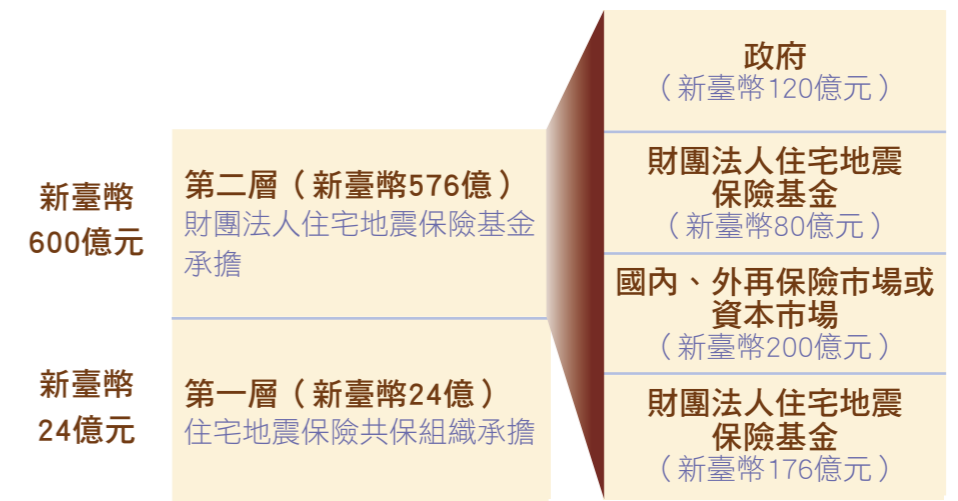 新臺幣
600億元
新臺幣
24億元
第二層（新臺幣576億）
財團法人住宅地震保險基金
承擔
第一層（新臺幣24億）
住宅地震保險共保組織承擔
政府
（新臺幣120億元）
財團法人住宅地震
保險基金
（新臺幣80億元）
國內、外再保險市場或
資本市場
（新臺幣200億元）
財團法人住宅地震
保險基金
（新臺幣176億元）